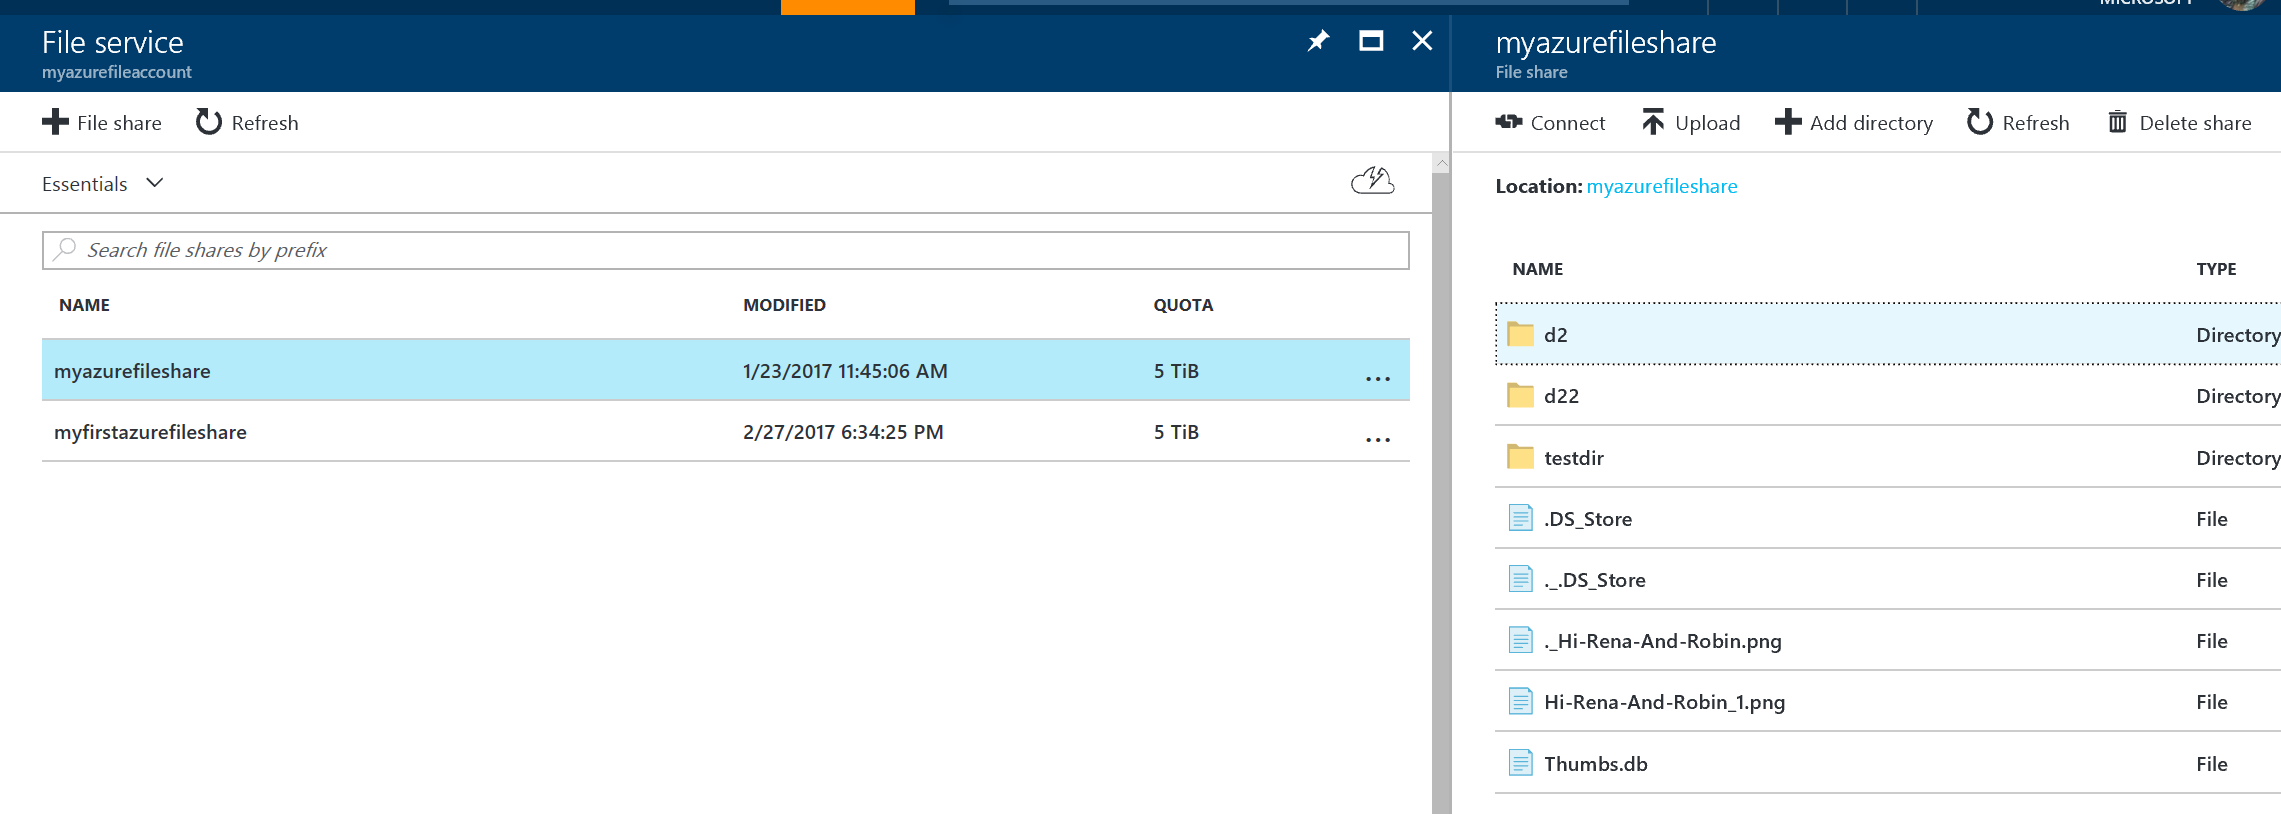 MICROSOFT
File service
myazurefileaccount
File share
Refresh
Essentials
Search file shares by prefix
NAME MODIFIED QUOTA
myazurefileshare 1/23/2017 11:45:06 AM 5 TiB ...
myfirstazurefileshare 2/27/2017 6:34:25 PM 5 TiB ...
myazurefileshare
File share
Connect Upload Add directory Refresh Delete share
Location: myazurefileshare
NAME TYPE
d2 Directory
d22 Directory
testdir Directory
.DS_Store File
._.DS_Store File
._Hi-Rena-And-Robin.png File
Hi-Rena-And-Robin_1.png File
Thumbs.db File